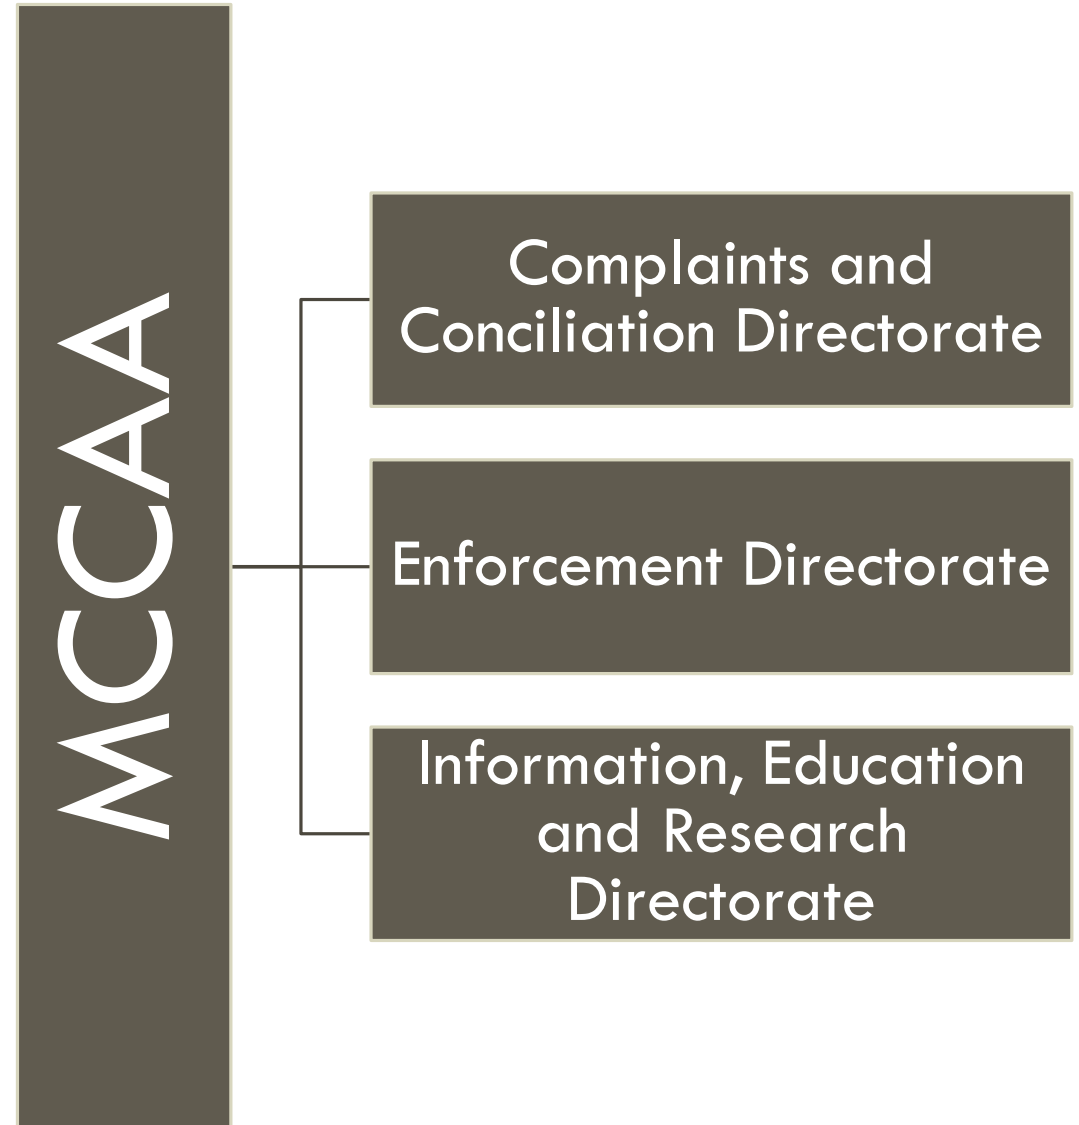 MCCAA
Complaints and
Conciliation Directorate
Enforcement Directorate
Information, Education
and Research
Directorate